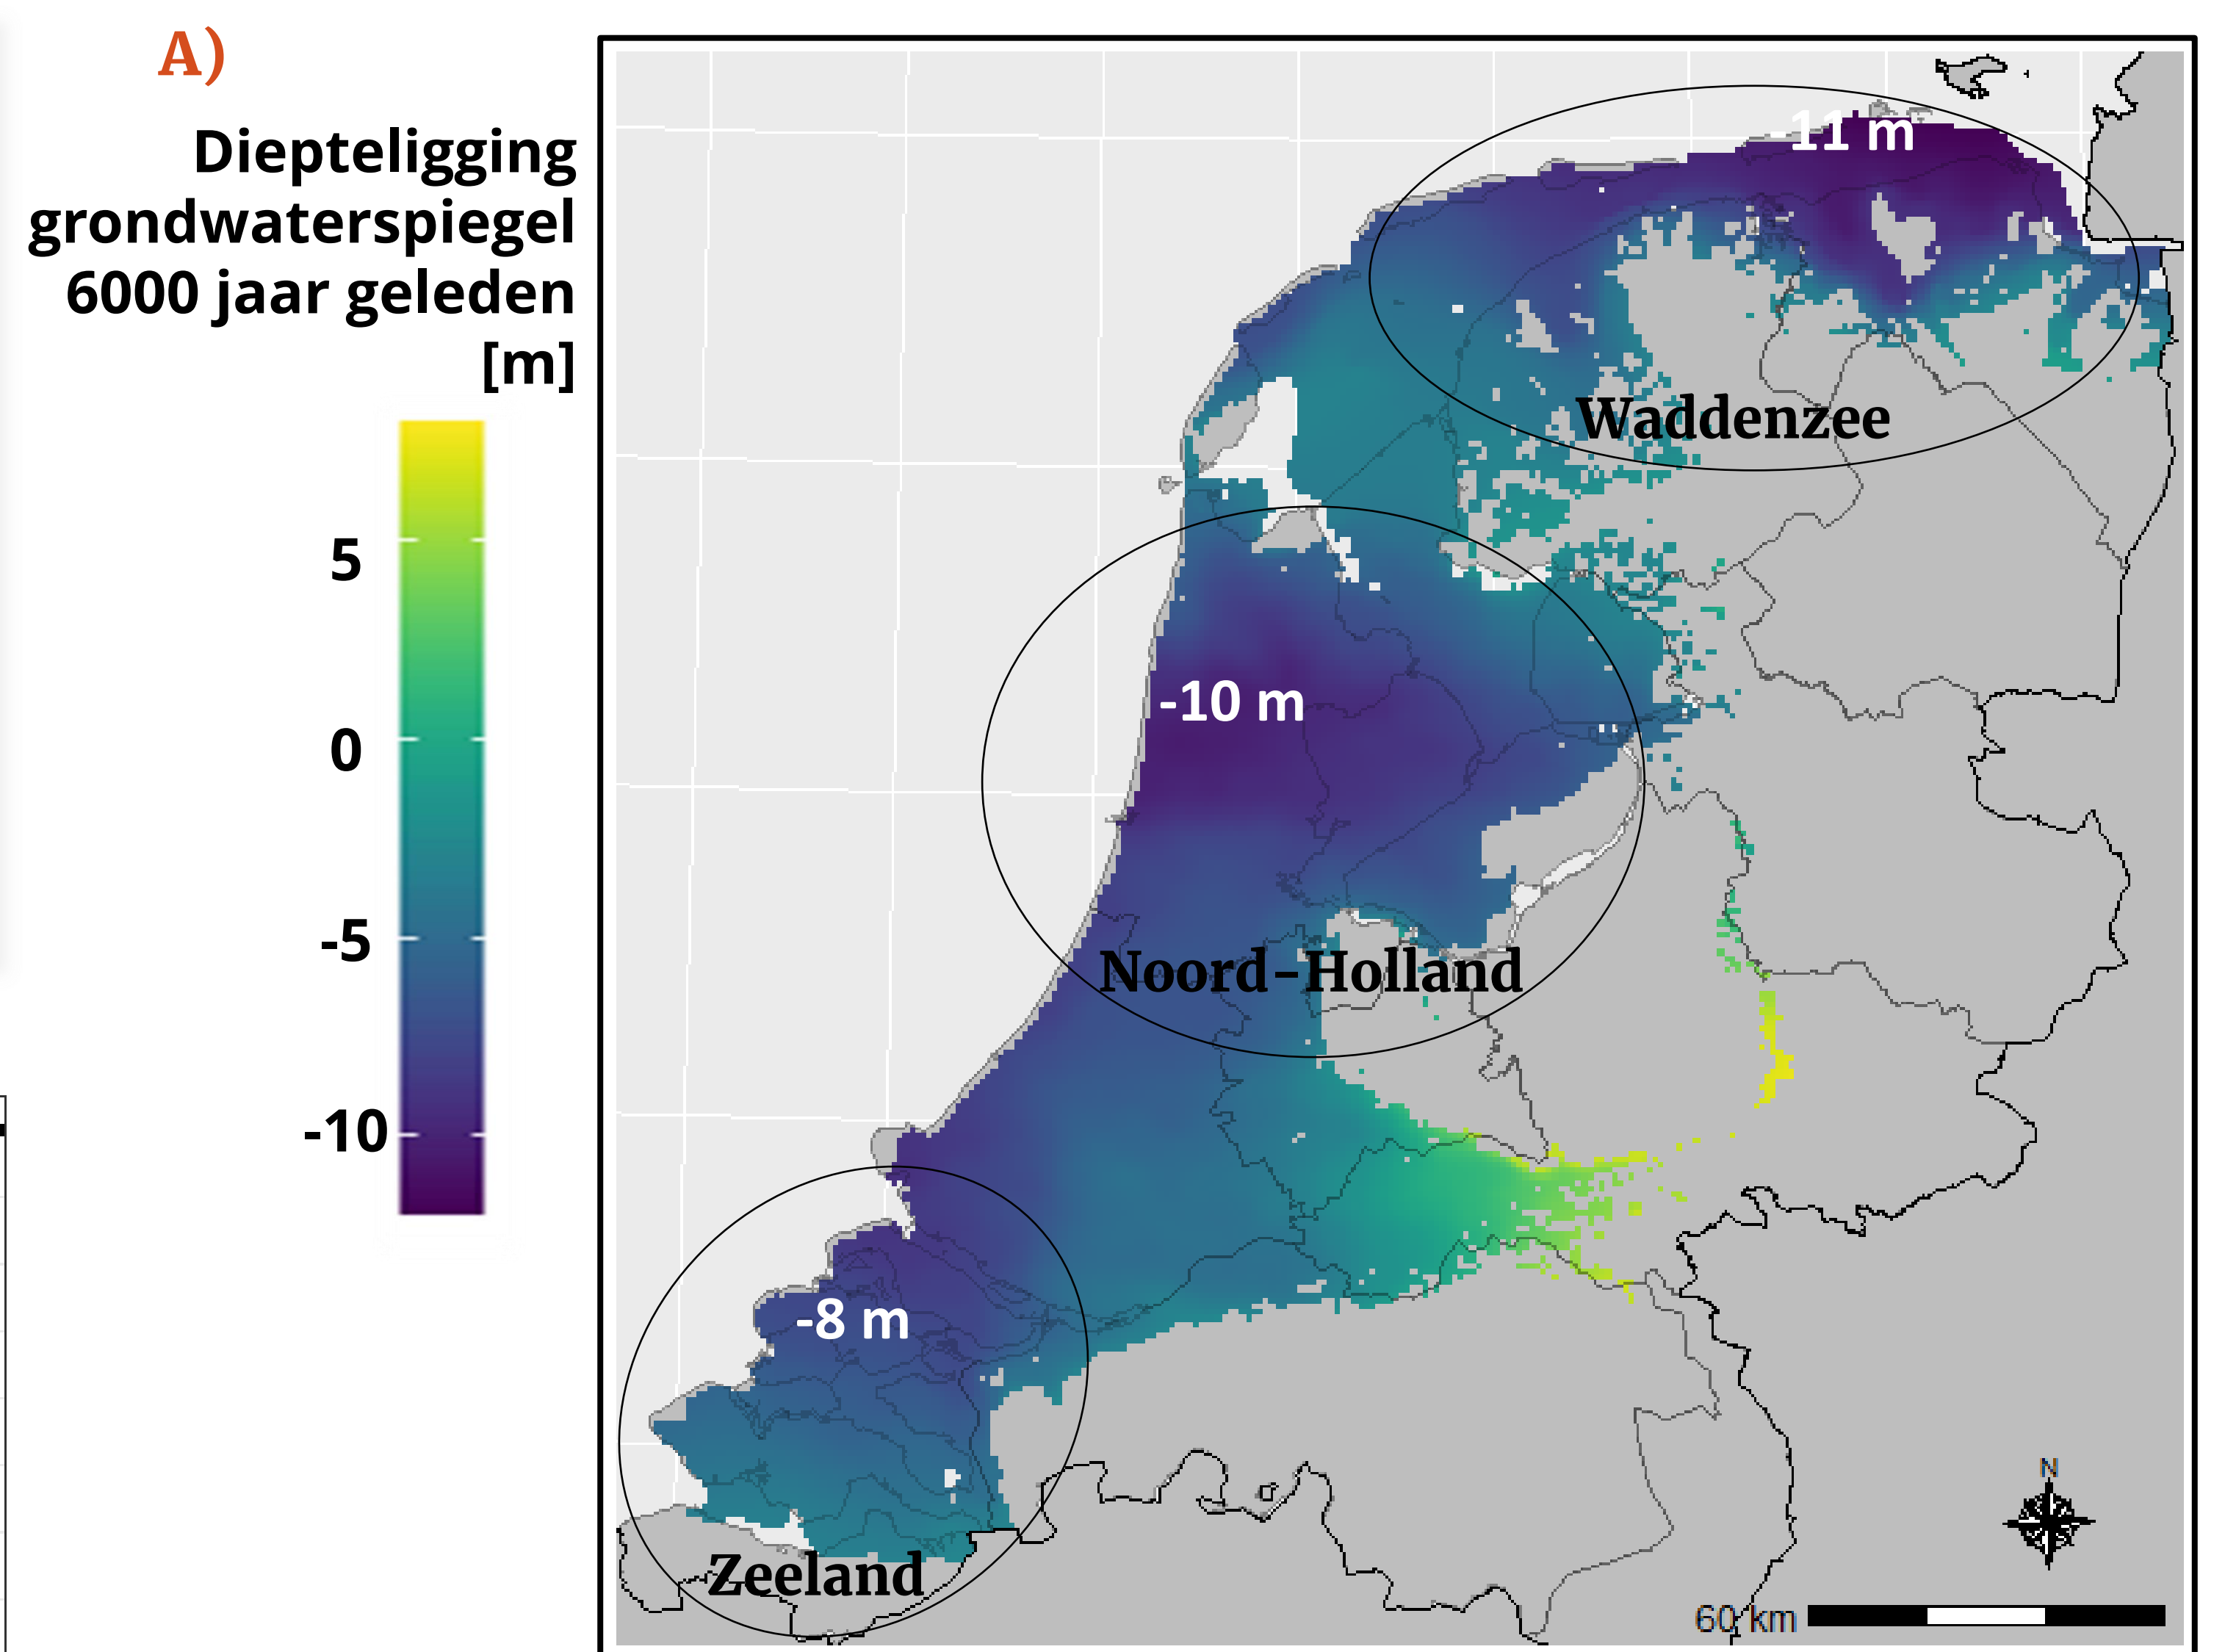 A)
Diepteligging
grondwaterspiegel
6000 jaar geleden
[m]
5
0
-5
-10
-11 m
Waddenzee
-10 m
Noord-Holland
-8 m
Zeeland
N
60 km